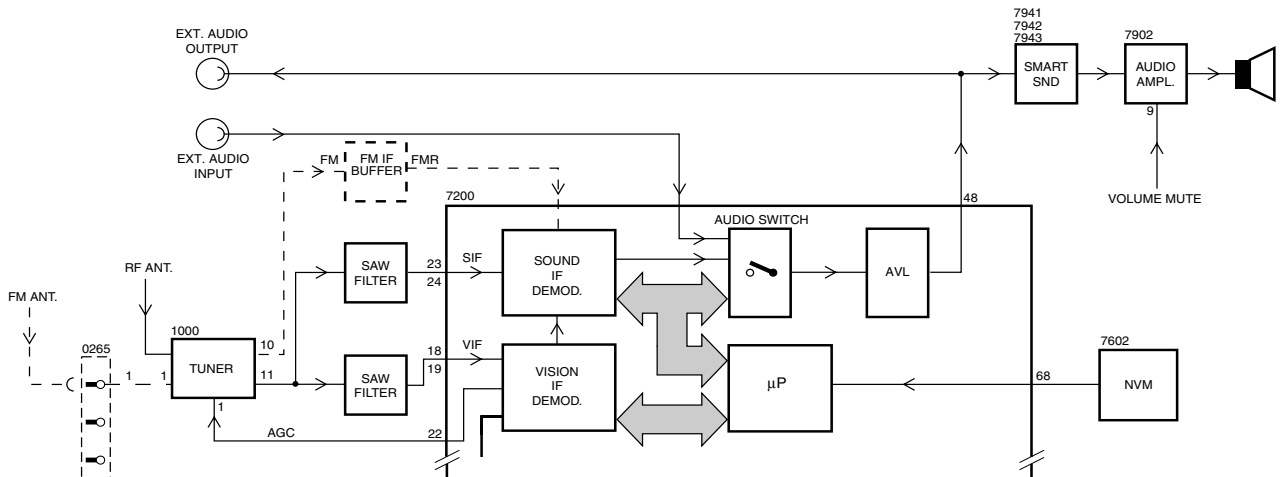 EXT. AUDIO
OUTPUT
7941
7942
7943
SMART
SND
7902
AUDIO
AMPL.
9
VOLUME MUTE
EXT. AUDIO
INPUT
FM
FM IF
BUFFER
FMR
7200
48
AUDIO SWITCH
RF ANT.
FM ANT.
SAW
FILTER
23
24
SIF
SOUND
IF
DEMOD.
AVL
0265
1
1
1000
TUNER
10
11
1
SAW
FILTER
18
19
VIF
VISION
IF
DEMOD.
µP
68
7602
NVM
AGC
22